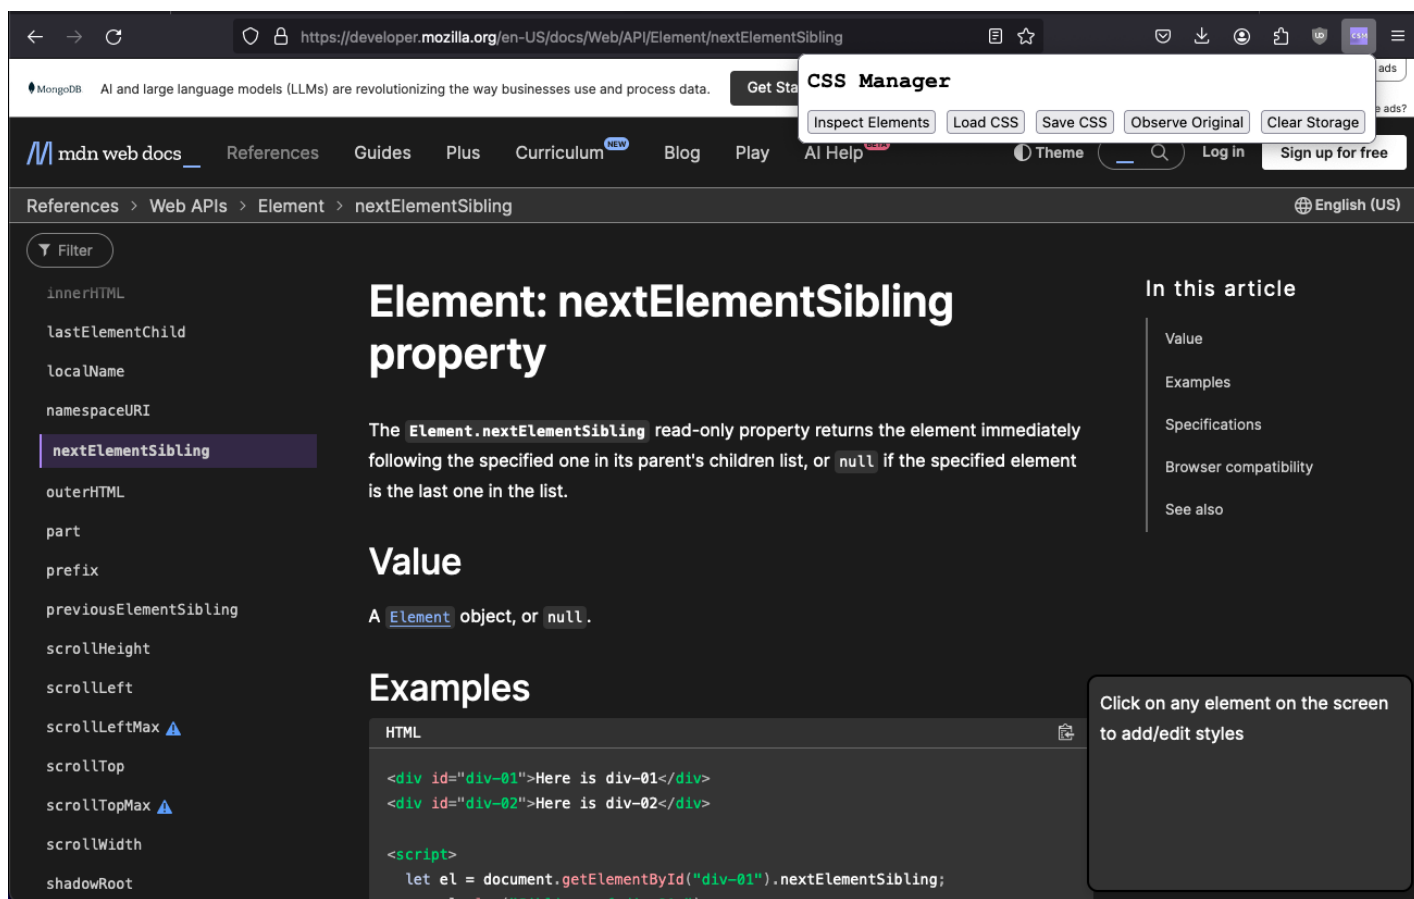 https://developer.mozilla.org/en-US/docs/Web/API/Element/nextElementSibling
CSM
MongoDB AI and large language models (LLMs) are revolutionizing the way businesses use and process data. Get Sta
ads
e ads?
CSS Manager
Inspect Elements Load CSS Save CSS Observe Original Clear Storage
mdn web docs_ References Guides Plus Curriculum NEW Blog Play AI Help Theme Log in Sign up for free
References > Web APIs > Element > nextElementSibling English (US)
Filter
innerHTML
lastElementChild
localName
namespaceURI
nextElementSibling
outerHTML
part
prefix
previousElementSibling
scrollHeight
scrollLeft
scrollLeftMax
scrollTop
scrollTopMax
scrollWidth
shadowRoot
Element: nextElementSibling
property
The Element.nextElementSibling read-only property returns the element immediately
following the specified one in its parent's children list, or null if the specified element
is the last one in the list.
Value
A Element object, or null.
Examples
HTML
<div id="div-01">Here is div-01</div>
<div id="div-02">Here is div-02</div>
<script>
let el = document.getElementById("div-01").nextElementSibling;
In this article
Value
Examples
Specifications
Browser compatibility
See also
Click on any element on the screen
to add/edit styles